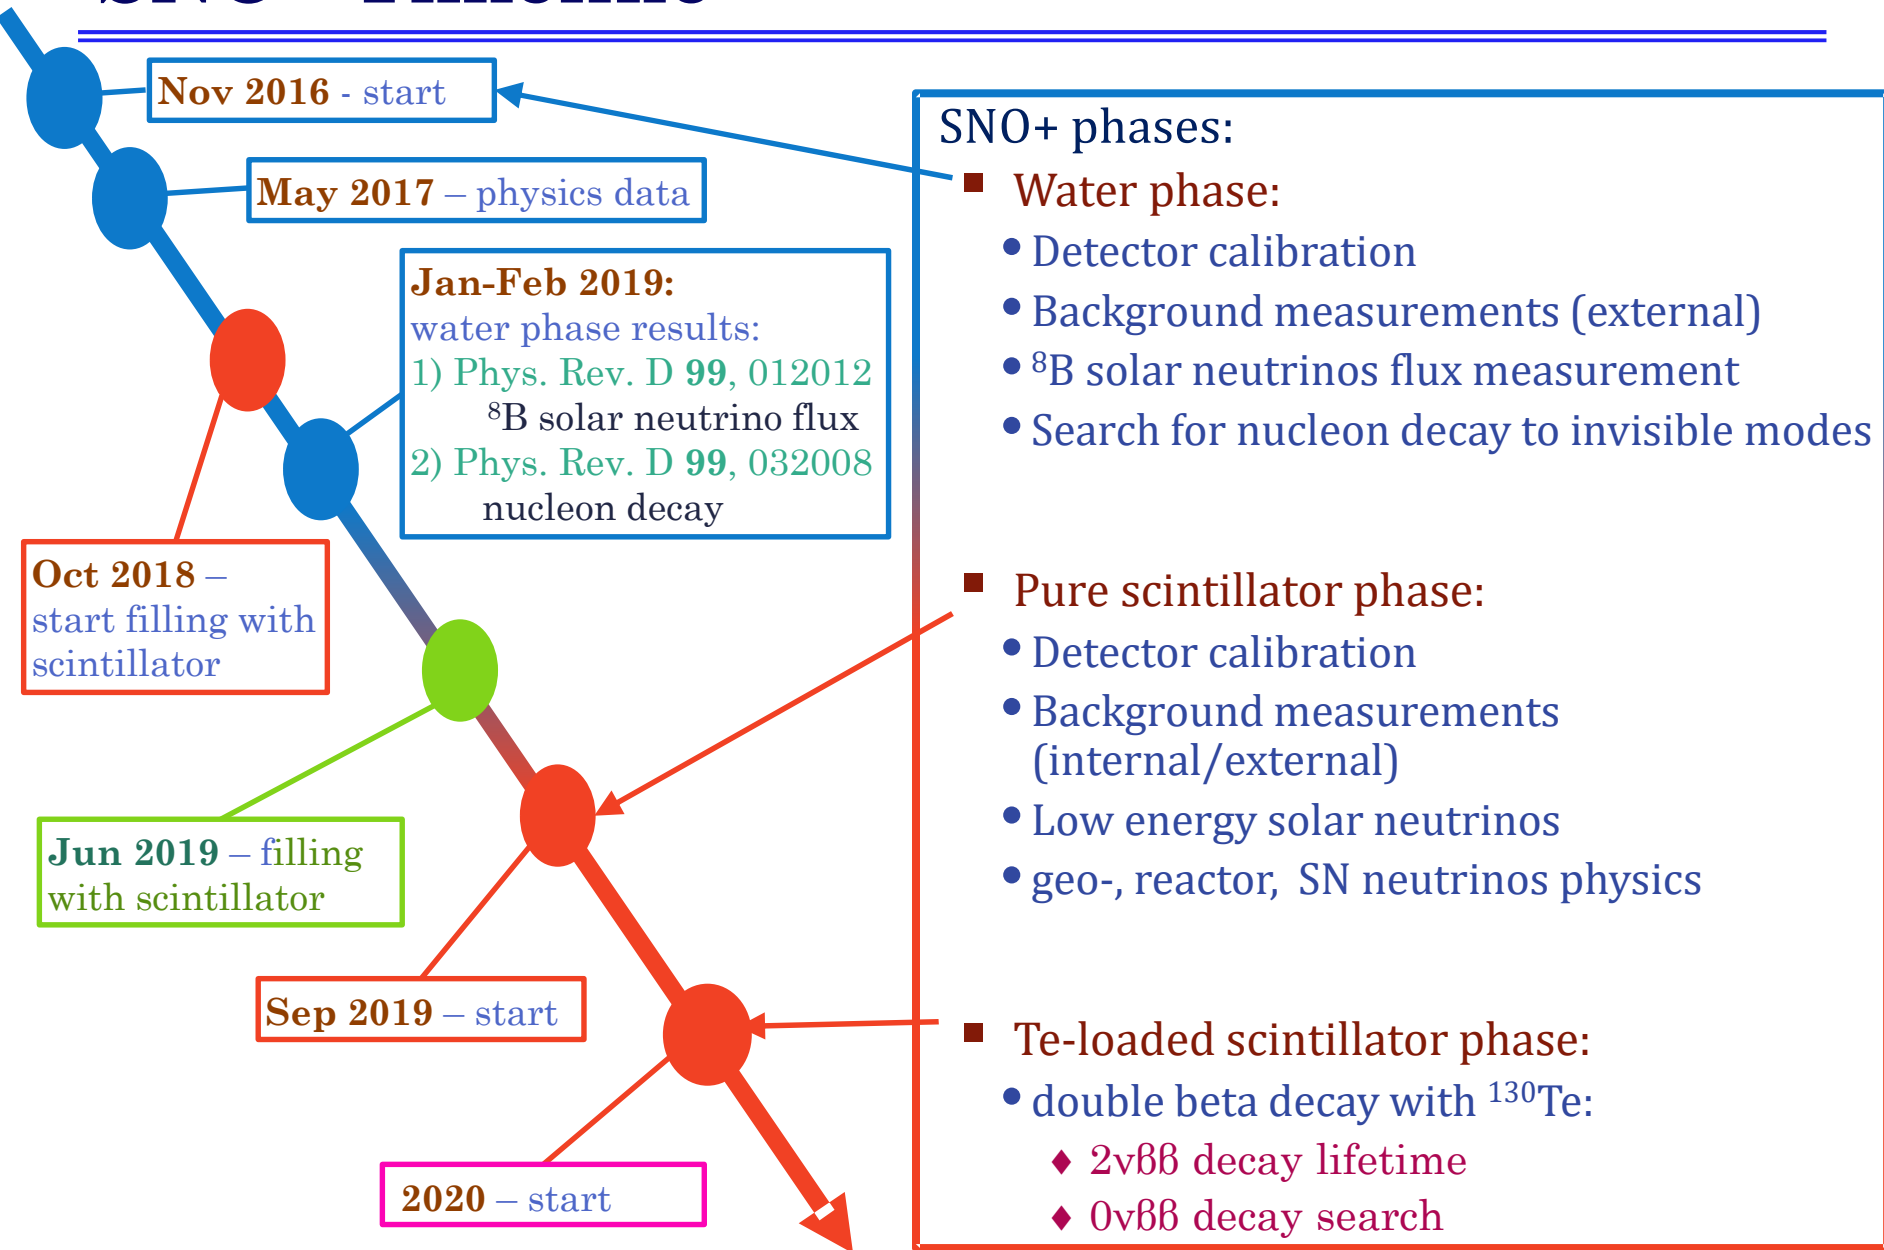 SNO+ Timeline
Nov 2016 - start
May 2017 – physics data
Jan-Feb 2019:
water phase results:
1) Phys. Rev. D 99, 012012
⁸B solar neutrino flux
2) Phys. Rev. D 99, 032008
nucleon decay
Oct 2018 –
start filling with
scintillator
Jun 2019 – filling
with scintillator
Sep 2019 – start
2020 – start
SNO+ phases:
▪ Water phase:
• Detector calibration
• Background measurements (external)
• ⁸B solar neutrinos flux measurement
• Search for nucleon decay to invisible modes
▪ Pure scintillator phase:
• Detector calibration
• Background measurements
(internal/external)
• Low energy solar neutrinos
• geo-, reactor, SN neutrinos physics
▪ Te-loaded scintillator phase:
• double beta decay with ¹³⁰Te:
♦ 2νββ decay lifetime
♦ 0νββ decay search